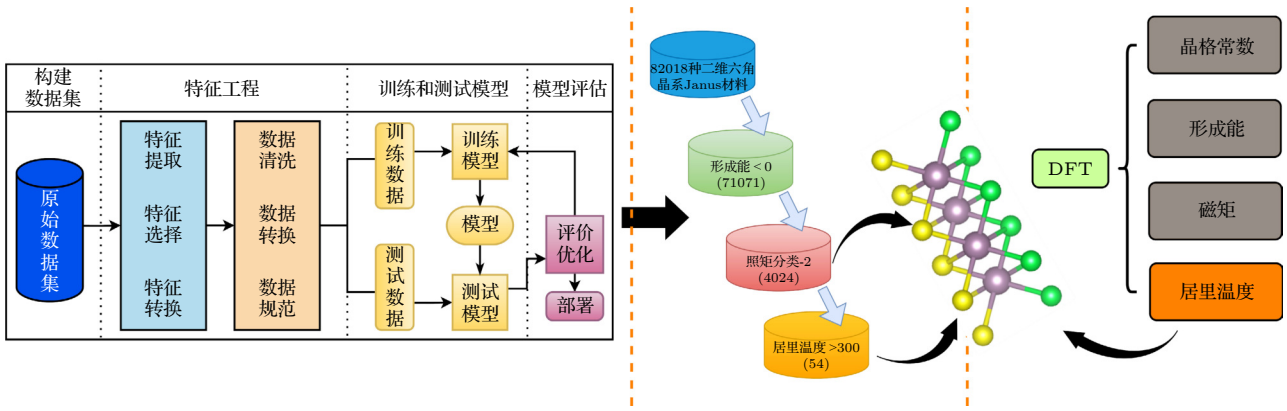 构建
数据集
特征工程
训练和测试模型
模型评估
原始数据集
特征
提取
特征
选择
特征
转换
数据
清洗
数据
转换
数据
规范
训练数据
测试数据
训练
模型
模型
测试
模型
评价
优化
部署
82018种二维六角
晶系Janus材料
形成能 < 0
(71071)
照矩分类-2
(4024)
居里温度 >300
(54)
DFT
晶格常数
形成能
磁矩
居里温度